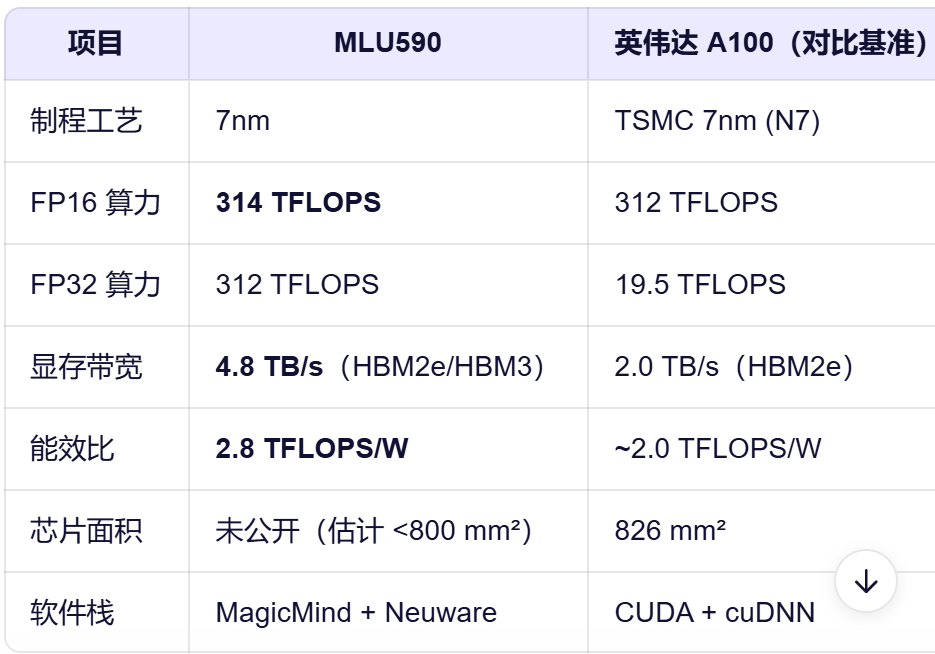 项目 MLU590 英伟达 A100（对比基准）
制程工艺 7nm TSMC 7nm (N7)
FP16 算力 314 TFLOPS 312 TFLOPS
FP32 算力 312 TFLOPS 19.5 TFLOPS
显存带宽 4.8 TB/s（HBM2e/HBM3） 2.0 TB/s（HBM2e）
能效比 2.8 TFLOPS/W ~2.0 TFLOPS/W
芯片面积 未公开（估计 <800 mm²） 826 mm²
软件栈 MagicMind + Neuware CUDA + cuDNN